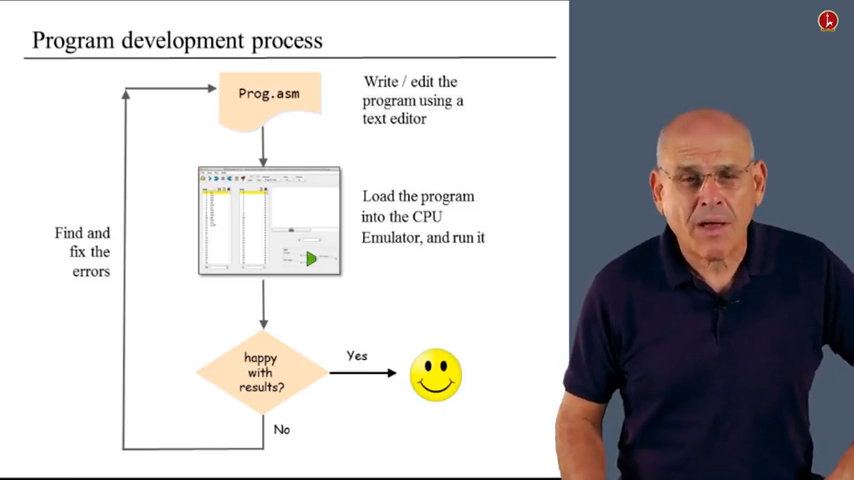 Program development process
Prog.asm
Write / edit the
program using a
text editor
Load the program
into the CPU
Emulator, and run it
Find and
fix the
errors
happy
with
results?
Yes
No